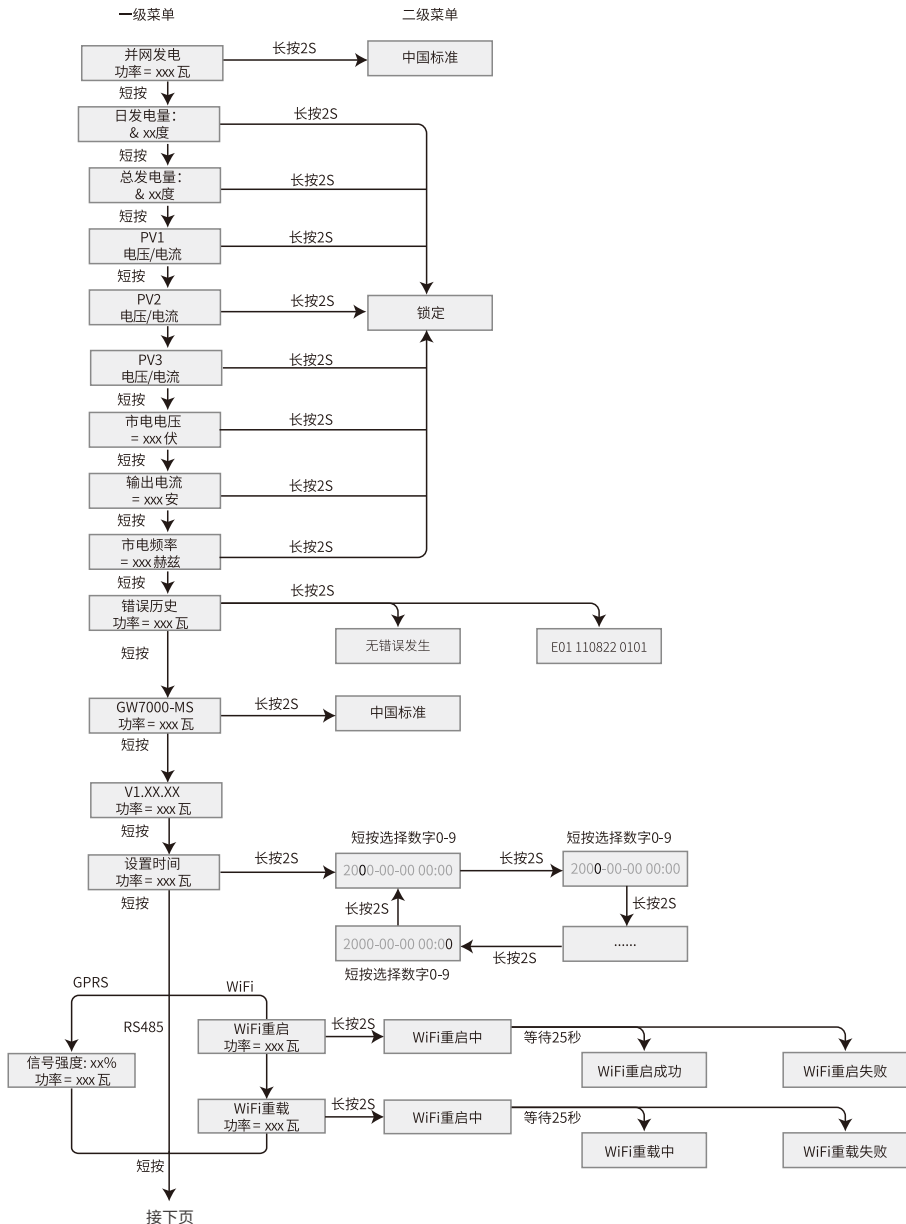 一级菜单
二级菜单
并网发电
功率= xxx 瓦
长按2S
中国标准
短按
日发电量：
& xx度
长按2S
短按
总发电量：
& xx度
长按2S
短按
PV1
电压/电流
长按2S
短按
PV2
电压/电流
长按2S
锁定
PV3
电压/电流
长按2S
短按
市电电压
= xxx 伏
长按2S
短按
输出电流
= xxx 安
长按2S
短按
市电频率
= xxx 赫兹
长按2S
短按
错误历史
功率= xxx 瓦
长按2S
无错误发生
E01 110822 0101
短按
GW7000-MS
功率= xxx 瓦
长按2S
中国标准
短按
V1.XX.XX
功率= xxx 瓦
短按
短按选择数字0-9
短按选择数字0-9
设置时间
功率= xxx 瓦
长按2S
2000-00-00 00:00
长按2S
2000-00-00 00:00
短按
长按2S
长按2S
2000-00-00 00:00
长按2S
......
短按选择数字0-9
GPRS
WiFi
RS485
WiFi重启
功率= xxx 瓦
长按2S
WiFi重启中
等待25秒
信号强度: xx%
功率= xxx 瓦
WiFi重启成功
WiFi重启失败
WiFi重载
功率= xxx 瓦
长按2S
WiFi重启中
等待25秒
WiFi重载中
WiFi重载失败
短按
接下页